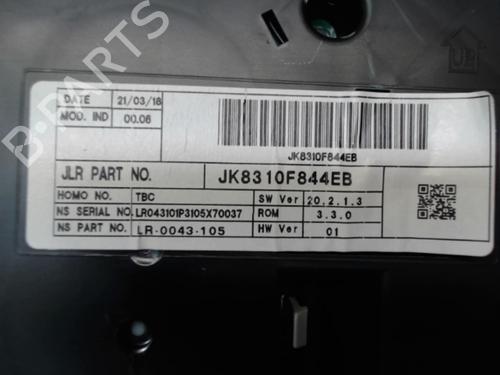 DATE 21/03/18
MOD. IND 00.06
JK8310F844EB
JLR PART NO. JK8310F844EB
HOMO NO. TBC SW Ver 20.2.1.3
NS SERIAL NO. LR043101P3105X70037 ROM 3.3.0
NS PART NO. LR-0043-105 HW Ver 01
UP
B-PARTS